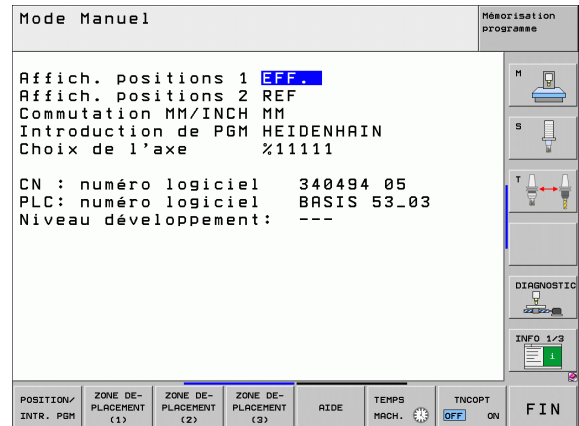 Mode Manuel
Mémorisation
programme
Affich. positions 1 EFF.
Affich. positions 2 REF
Commutation MM/INCH MM
Introduction de PGM HEIDENHAIN
Choix de l'axe %11111
CN : numéro logiciel 340494 05
PLC: numéro logiciel BASIS 53_03
Niveau développement: ---
M
S
T
DIAGNOSTIC
INFO 1/3
i
POSITION/
INTR. PGM
ZONE DE-
PLACEMENT
(1)
ZONE DE-
PLACEMENT
(2)
ZONE DE-
PLACEMENT
(3)
AIDE
TEMPS
MACH.
TNCOPT
OFF ON
FIN